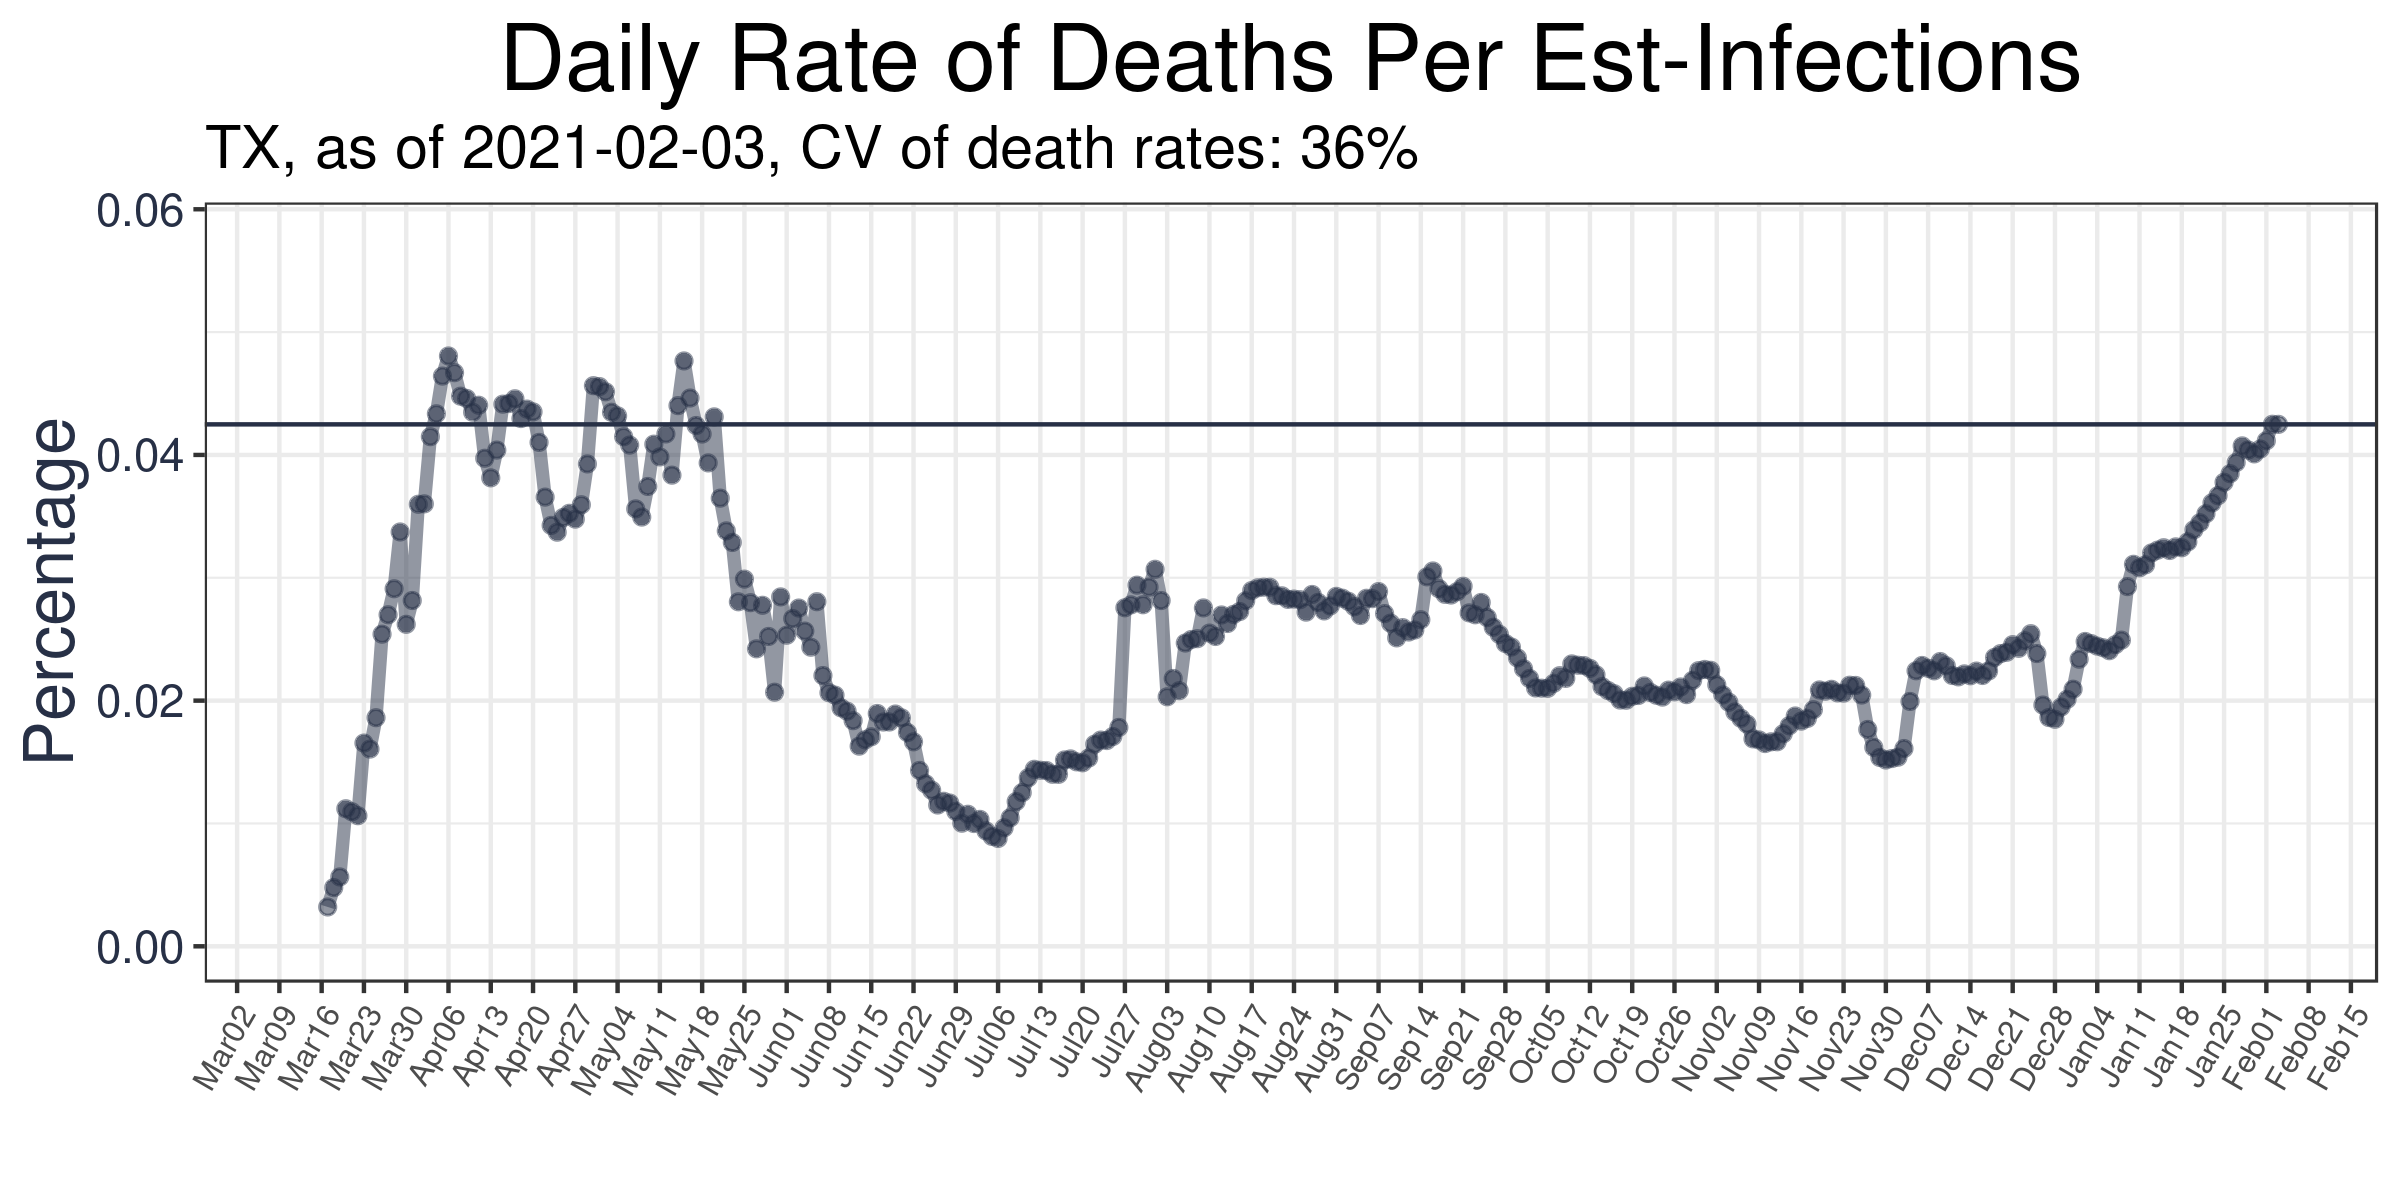 Daily Rate of Deaths Per Est-Infections
TX, as of 2021-02-03, CV of death rates: 36%
Percentage
0.06
0.04
0.02
0.00
Mar02 Mar09 Mar16 Mar23 Mar30 Apr06 Apr13 Apr20 Apr27 May04 May11 May18 May25 Jun01 Jun08 Jun15 Jun22 Jun29 Jul06 Jul13 Jul20 Jul27 Aug03 Aug10 Aug17 Aug24 Aug31 Sep07 Sep14 Sep21 Sep28 Oct05 Oct12 Oct19 Oct26 Nov02 Nov09 Nov16 Nov23 Nov30 Dec07 Dec14 Dec21 Dec28 Jan04 Jan11 Jan18 Jan25 Feb01 Feb08 Feb15